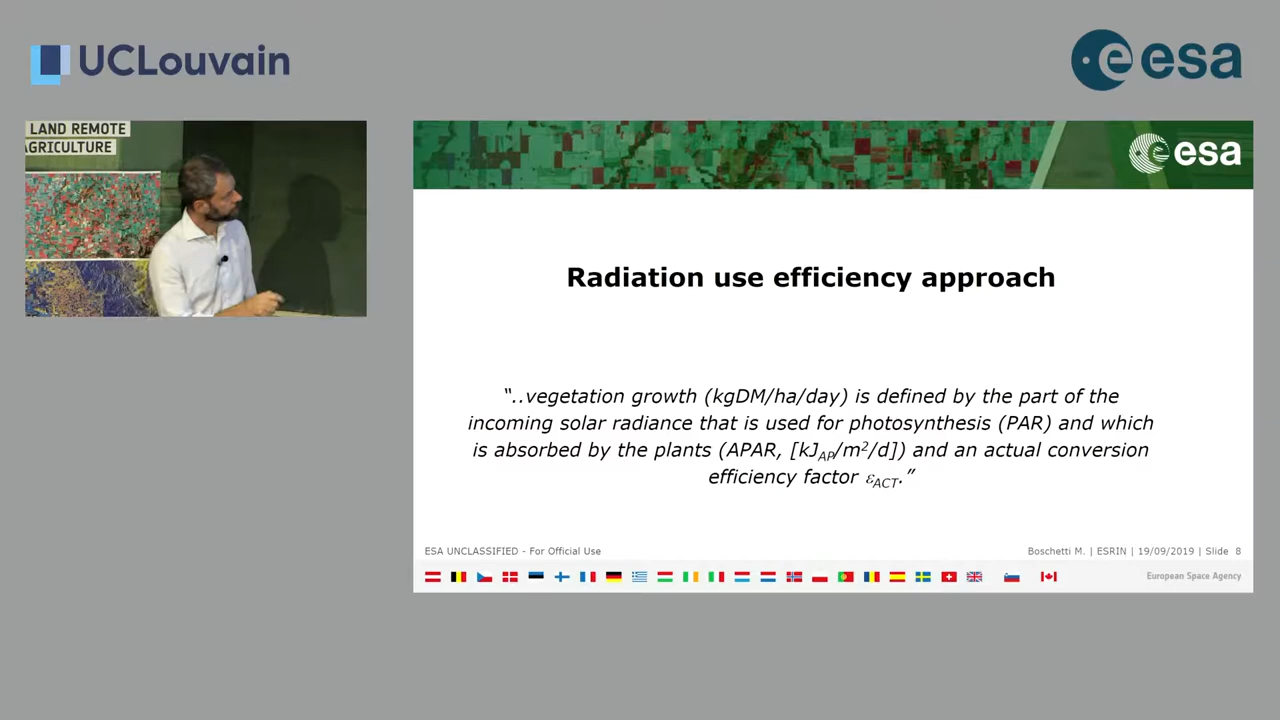 UCLouvain
esa
LAND REMOTE
AGRICULTURE
esa
Radiation use efficiency approach
“..vegetation growth (kgDM/ha/day) is defined by the part of the
incoming solar radiance that is used for photosynthesis (PAR) and which
is absorbed by the plants (APAR, [kJAP/m²/d]) and an actual conversion
efficiency factor εACT.”
ESA UNCLASSIFIED - For Official Use
Boschetti M. | ESRIN | 19/09/2019 | Slide 8
European Space Agency